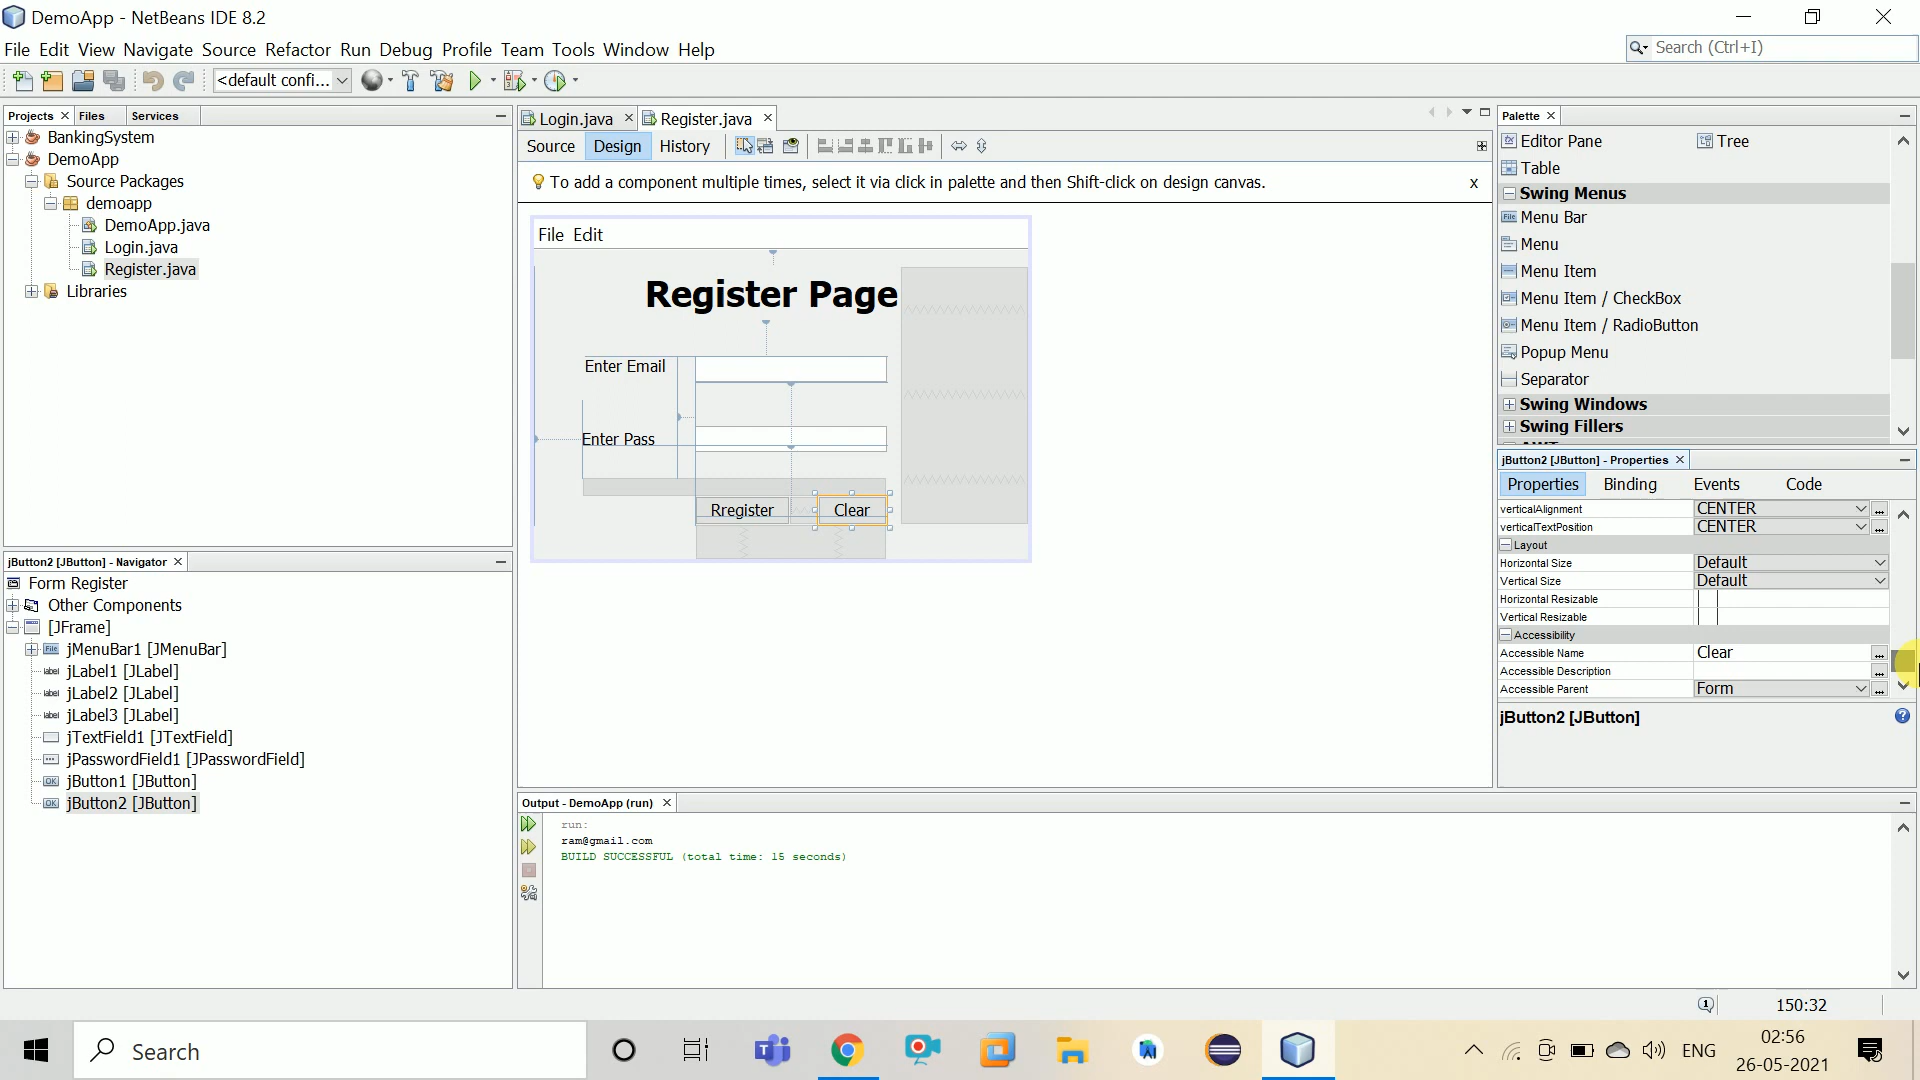 DemoApp - NetBeans IDE 8.2
File Edit View Navigate Source Refactor Run Debug Profile Team Tools Window Help
Search (Ctrl+I)
<default confi...
Projects
Files
Services
BankingSystem
DemoApp
Source Packages
demoapp
DemoApp.java
Login.java
Register.java
Libraries
jButton2 [JButton] - Navigator
Form Register
Other Components
[JFrame]
jMenuBar1 [JMenuBar]
jLabel1 [JLabel]
jLabel2 [JLabel]
jLabel3 [JLabel]
jTextField1 [JTextField]
jPasswordField1 [JPasswordField]
jButton1 [JButton]
jButton2 [JButton]
Login.java
Register.java
Source Design History
To add a component multiple times, select it via click in palette and then Shift-click on design canvas.
x
File Edit
Register Page
Enter Email
Enter Pass
Rregister
Clear
Output - DemoApp (run)
run:
ram@gmail.com
BUILD SUCCESSFUL (total time: 15 seconds)
Palette
Editor Pane
Tree
Table
Swing Menus
Menu Bar
Menu
Menu Item
Menu Item / CheckBox
Menu Item / RadioButton
Popup Menu
Separator
Swing Windows
Swing Fillers
jButton2 [JButton] - Properties
Properties Binding Events Code
verticalAlignment CENTER ...
verticalTextPosition CENTER ...
Layout
Horizontal Size Default
Vertical Size Default
Horizontal Resizable
Vertical Resizable
Accessibility
Accessible Name Clear ...
Accessible Description ...
Accessible Parent Form ...
jButton2 [JButton]
150:32
Search
ENG
02:56
26-05-2021